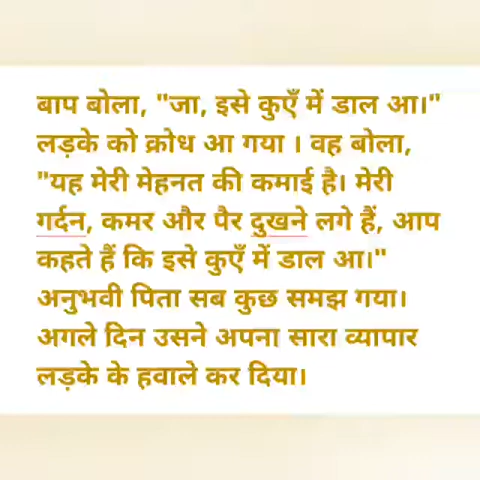 बाप बोला, "जा, इसे कुएँ में डाल आ।"
लड़के को क्रोध आ गया । वह बोला,
"यह मेरी मेहनत की कमाई है। मेरी
गर्दन, कमर और पैर दुखने लगे हैं, आप
कहते हैं कि इसे कुएँ में डाल आ।"
अनुभवी पिता सब कुछ समझ गया।
अगले दिन उसने अपना सारा व्यापार
लड़के के हवाले कर दिया।